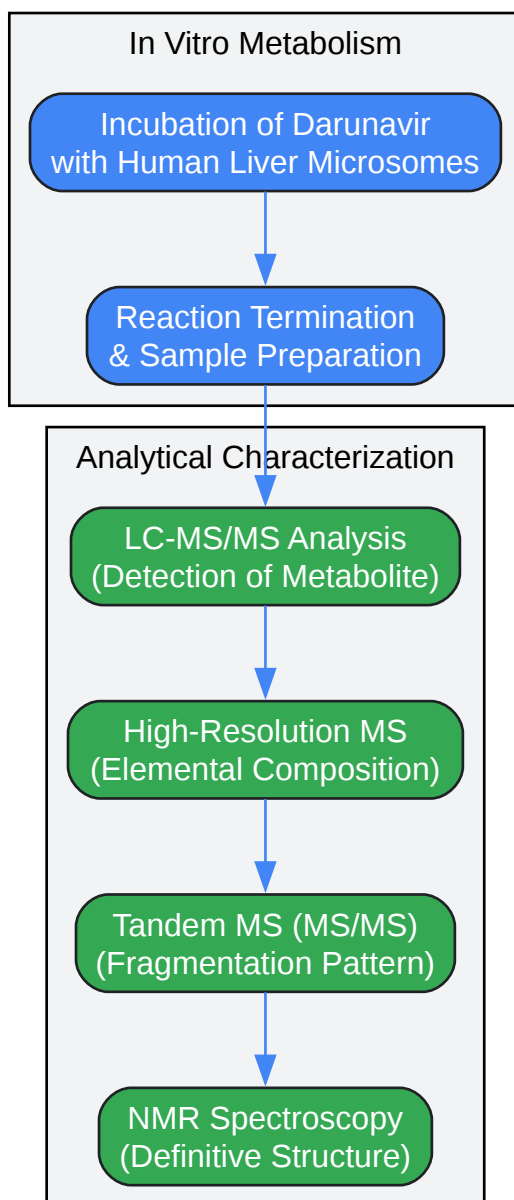 In Vitro Metabolism
Incubation of Darunavir
with Human Liver Microsomes
Reaction Termination
& Sample Preparation
Analytical Characterization
LC-MS/MS Analysis
(Detection of Metabolite)
High-Resolution MS
(Elemental Composition)
Tandem MS (MS/MS)
(Fragmentation Pattern)
NMR Spectroscopy
(Definitive Structure)